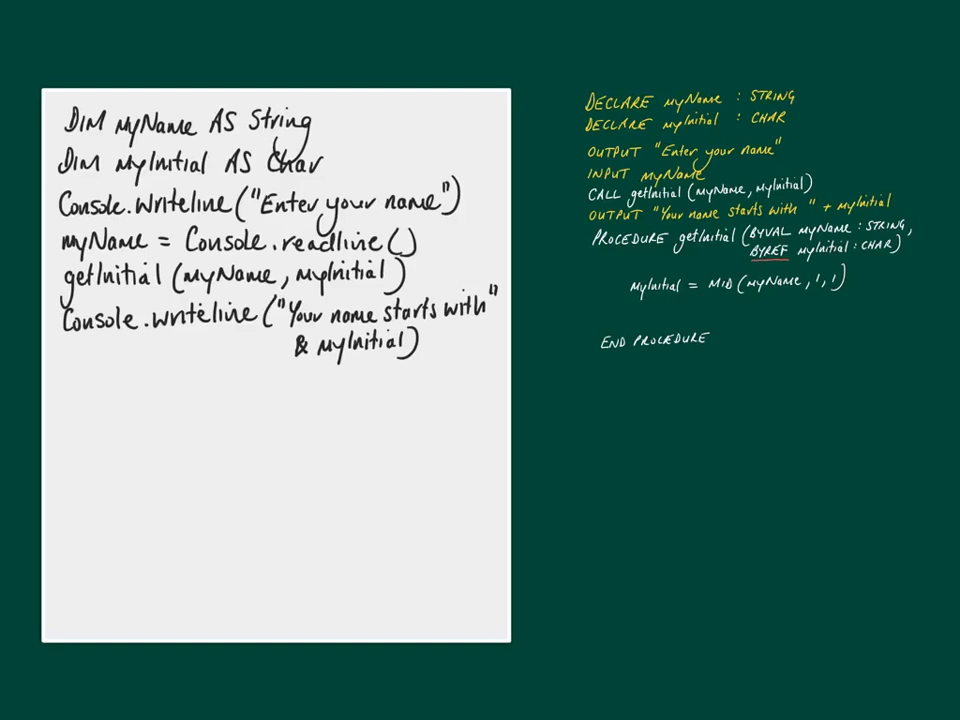 DIM myName AS String
DIM myInitial AS Char
Console.writeline("Enter your name")
myName = Console.readline()
getInitial (myName, myInitial)
Console.writeline("Your name starts with"
& myInitial)
DECLARE myName : STRING
DECLARE myInitial : CHAR
OUTPUT "Enter your name"
INPUT myName
CALL getInitial (myName, myInitial)
OUTPUT "Your name starts with " + myInitial
PROCEDURE getInitial (BYVAL myName : STRING,
BYREF myInitial : CHAR)
myInitial = MID (myName, 1, 1)
END PROCEDURE